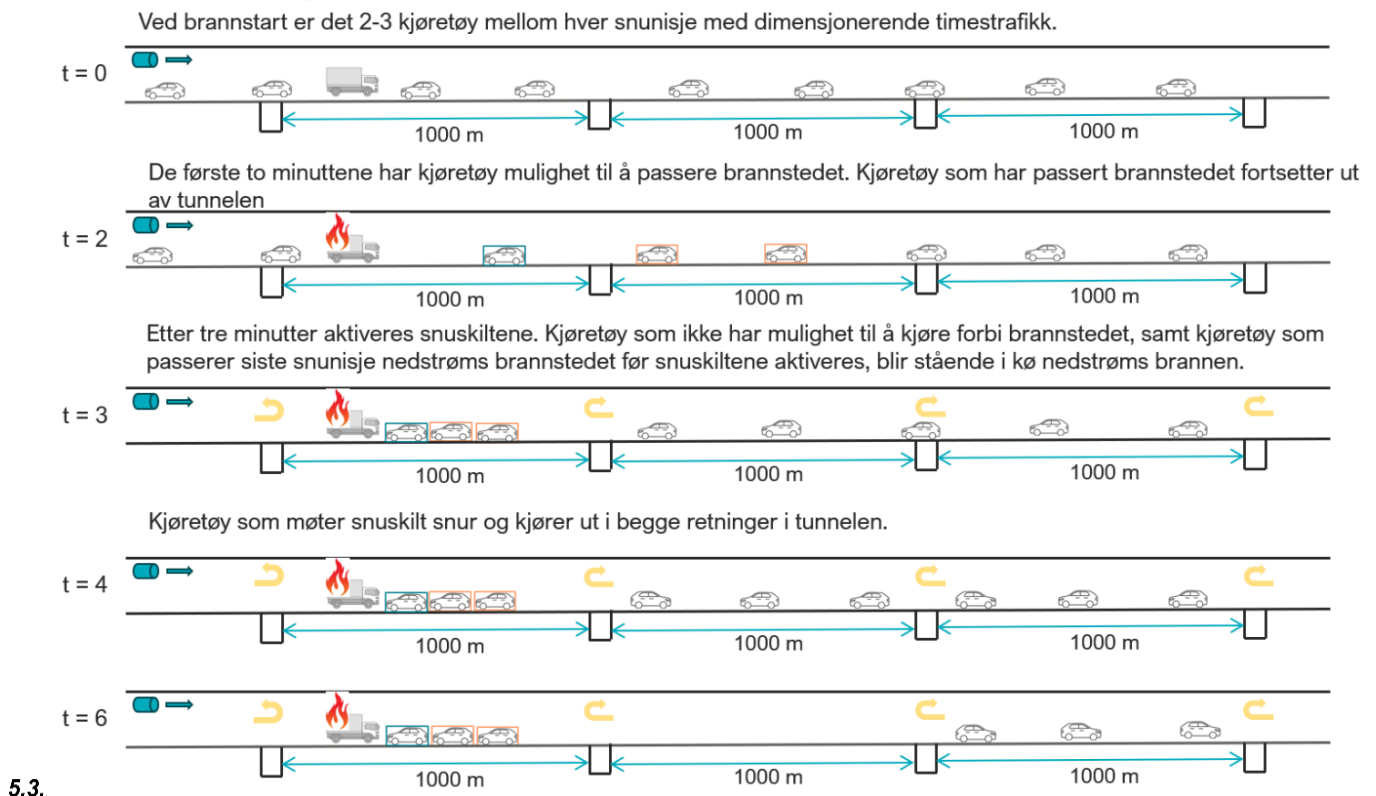 Ved brannstart er det 2-3 kjøretøy mellom hver snunisje med dimensjonerende timestrafikk.
t = 0
1000 m 1000 m 1000 m
De første to minuttene har kjøretøy mulighet til å passere brannstedet. Kjøretøy som har passert brannstedet fortsetter ut
av tunnelen
t = 2
1000 m 1000 m 1000 m
Etter tre minutter aktiveres snuskiltene. Kjøretøy som ikke har mulighet til å kjøre forbi brannstedet, samt kjøretøy som
passerer siste snunisje nedstrøms brannstedet før snuskiltene aktiveres, blir stående i kø nedstrøms brannen.
t = 3
1000 m 1000 m 1000 m
Kjøretøy som møter snuskilt snur og kjører ut i begge retninger i tunnelen.
t = 4
1000 m 1000 m 1000 m
t = 6
1000 m 1000 m 1000 m
5.3.